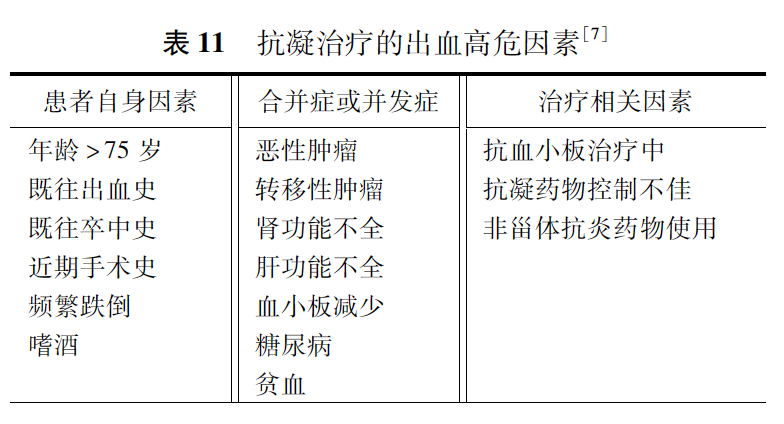 表 11 抗凝治疗的出血高危因素[7]
患者自身因素 合并症或并发症 治疗相关因素
年龄>75 岁 恶性肿瘤 抗血小板治疗中
既往出血史 转移性肿瘤 抗凝药物控制不佳
既往卒中史 肾功能不全 非甾体抗炎药物使用
近期手术史 肝功能不全
频繁跌倒 血小板减少
嗜酒 糖尿病
贫血